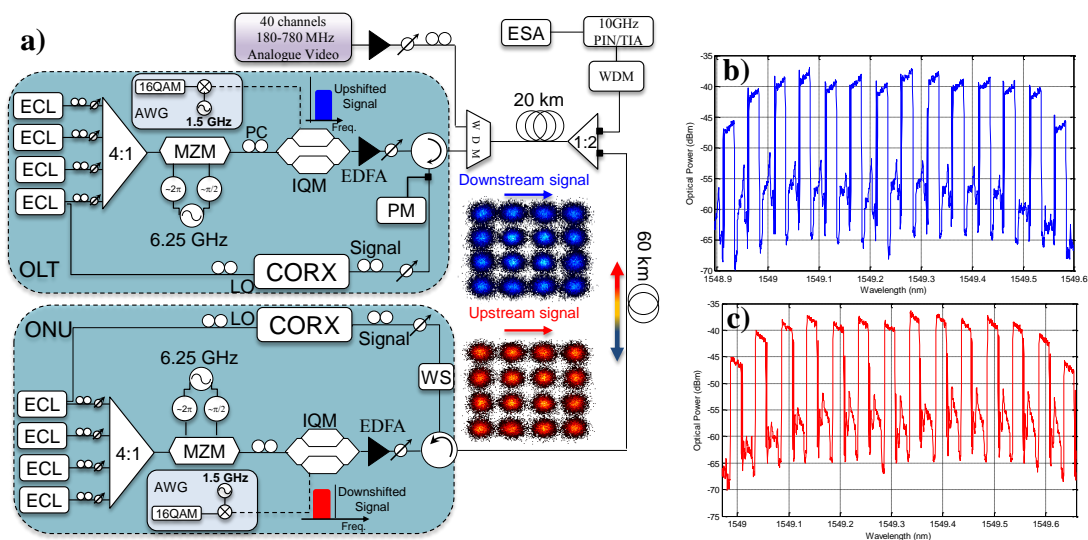 a)
40 channels
180-780 MHz
Analogue Video
ESA
10GHz
PIN/TIA
WDM
ECL
ECL
ECL
ECL
4:1
16QAM
AWG
1.5 GHz
MZM
~2π
~π/2
6.25 GHz
PC
IQM
Upshifted
Signal
Freq.
EDFA
PM
OLT
LO
CORX
Signal
WDM
20 km
1:2
60 km
Downstream signal
Upstream signal
ONU
LO
CORX
Signal
WS
6.25 GHz
~2π
~π/2
ECL
ECL
ECL
ECL
4:1
MZM
IQM
EDFA
AWG
1.5 GHz
16QAM
Downshifted
Signal
Freq.
b)
Optical Power (dBm)
-35
-40
-45
-50
-55
-60
-65
-70
1548.9 1549 1549.1 1549.2 1549.3 1549.4 1549.5 1549.6
Wavelength (nm)
c)
Optical Power (dBm)
-35
-40
-45
-50
-55
-60
-65
-70
-75
1549 1549.1 1549.2 1549.3 1549.4 1549.5 1549.6
Wavelength (nm)